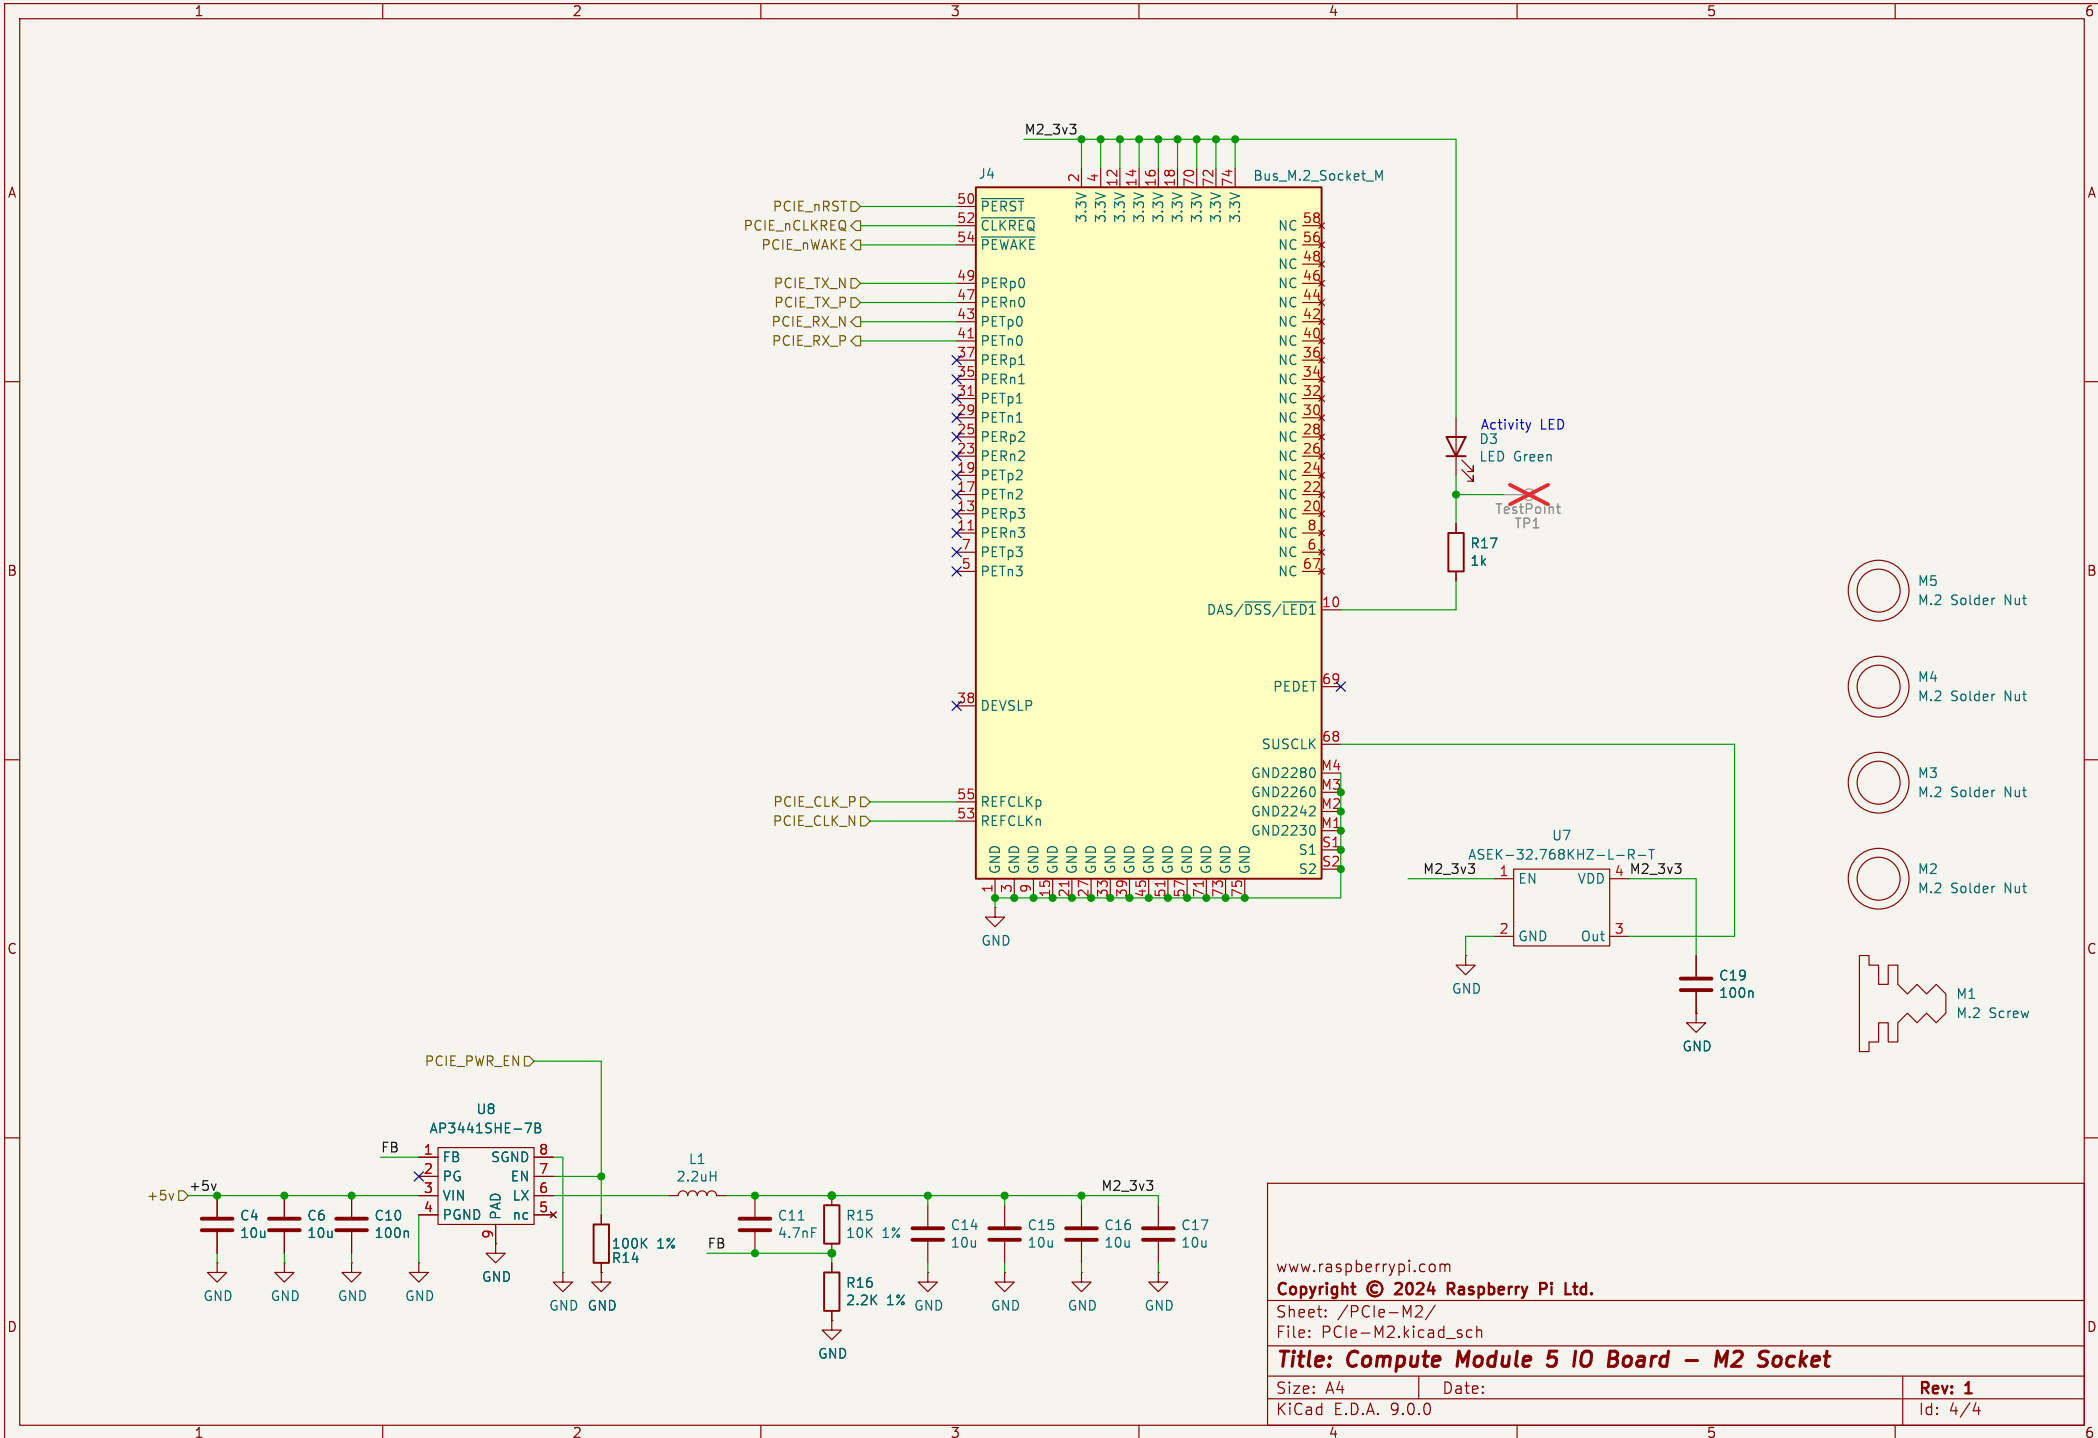 1 2 3 4 5 6
A
B
C
D
A
B
C
D
1 2 3 4 5 6
M2_3v3
J4
Bus_M.2_Socket_M
2 4 12 14 16 18 70 72 74
3.3V 3.3V 3.3V 3.3V 3.3V 3.3V 3.3V 3.3V 3.3V
PCIE_nRST 50 PERST
PCIE_nCLKREQ 52 CLKREQ
PCIE_nWAKE 54 PEWAKE
PCIE_TX_N 49 PERp0
PCIE_TX_P 47 PERn0
PCIE_RX_N 43 PETp0
PCIE_RX_P 41 PETn0
37 PERp1
35 PERn1
31 PETp1
29 PETn1
25 PERp2
23 PERn2
19 PETp2
17 PETn2
13 PERp3
11 PERn3
7 PETp3
5 PETn3
38 DEVSLP
PCIE_CLK_P 55 REFCLKp
PCIE_CLK_N 53 REFCLKn
NC 58
NC 56
NC 48
NC 46
NC 44
NC 42
NC 40
NC 36
NC 34
NC 32
NC 30
NC 28
NC 26
NC 24
NC 22
NC 20
NC 8
NC 6
NC 67
DAS/DSS/LED1 10
PEDET 69
SUSCLK 68
GND2280 M4
GND2260 M3
GND2242 M2
GND2230 M1
S1 S1
S2 S2
GND GND GND GND GND GND GND GND GND GND GND GND GND GND
1 3 9 15 21 27 33 39 45 51 57 71 73 75
GND
Activity LED
D3
LED Green
TestPoint
TP1
R17
1k
M5
M.2 Solder Nut
M4
M.2 Solder Nut
M3
M.2 Solder Nut
M2
M.2 Solder Nut
M1
M.2 Screw
U7
ASEK-32.768KHZ-L-R-T
M2_3v3 1 EN VDD 4 M2_3v3
2 GND Out 3
GND
C19
100n
GND
PCIE_PWR_EN
U8
AP3441SHE-7B
FB 1 FB SGND 8
2 PG EN 7
+5v +5v 3 VIN LX 6
4 PGND nc 5
PAD
9
GND
C4
10u
GND
C6
10u
GND
C10
100n
GND
GND
GND
100K 1%
R14
GND
L1
2.2uH
C11
4.7nF
FB
R15
10K 1%
R16
2.2K 1%
GND
M2_3v3
C14
10u
GND
C15
10u
GND
C16
10u
GND
C17
10u
GND
www.raspberrypi.com
Copyright © 2024 Raspberry Pi Ltd.
Sheet: /PCIe-M2/
File: PCIe-M2.kicad_sch
Title: Compute Module 5 IO Board - M2 Socket
Size: A4 Date: Rev: 1
KiCad E.D.A. 9.0.0 Id: 4/4